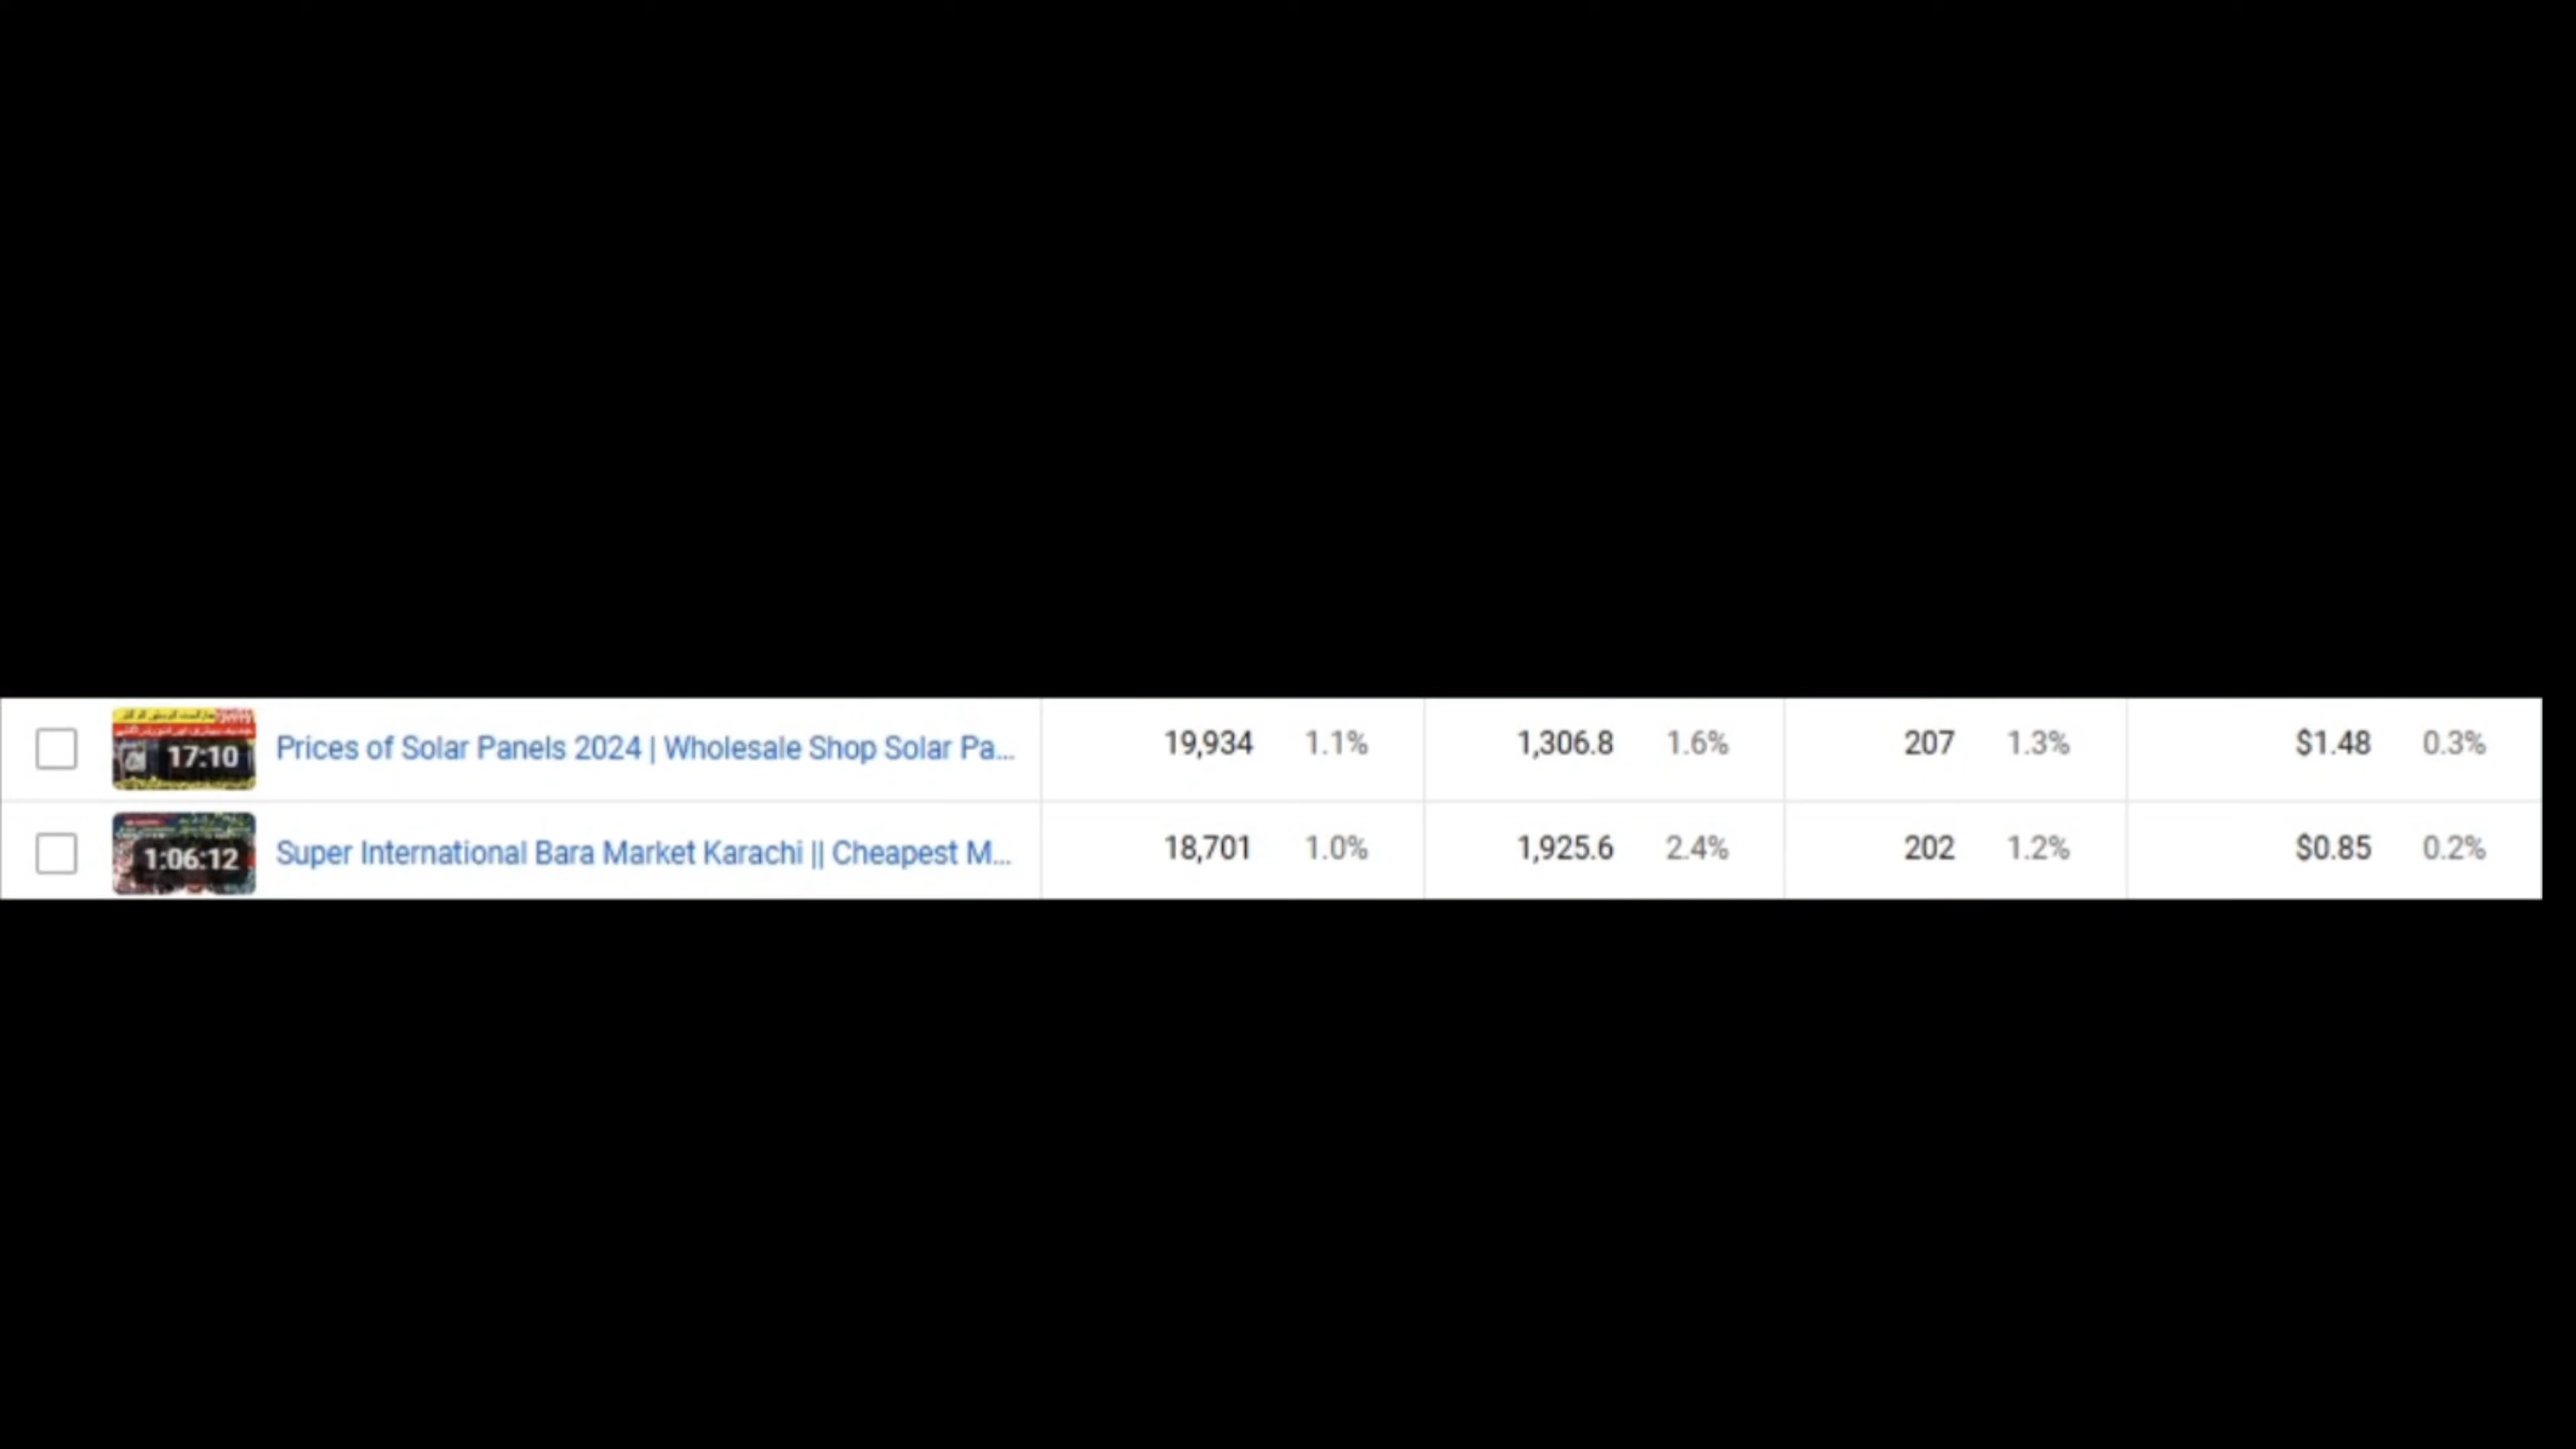 17:10 Prices of Solar Panels 2024 | Wholesale Shop Solar Pa... 19,934 1.1% 1,306.8 1.6% 207 1.3% $1.48 0.3%
1:06:12 Super International Bara Market Karachi || Cheapest M... 18,701 1.0% 1,925.6 2.4% 202 1.2% $0.85 0.2%